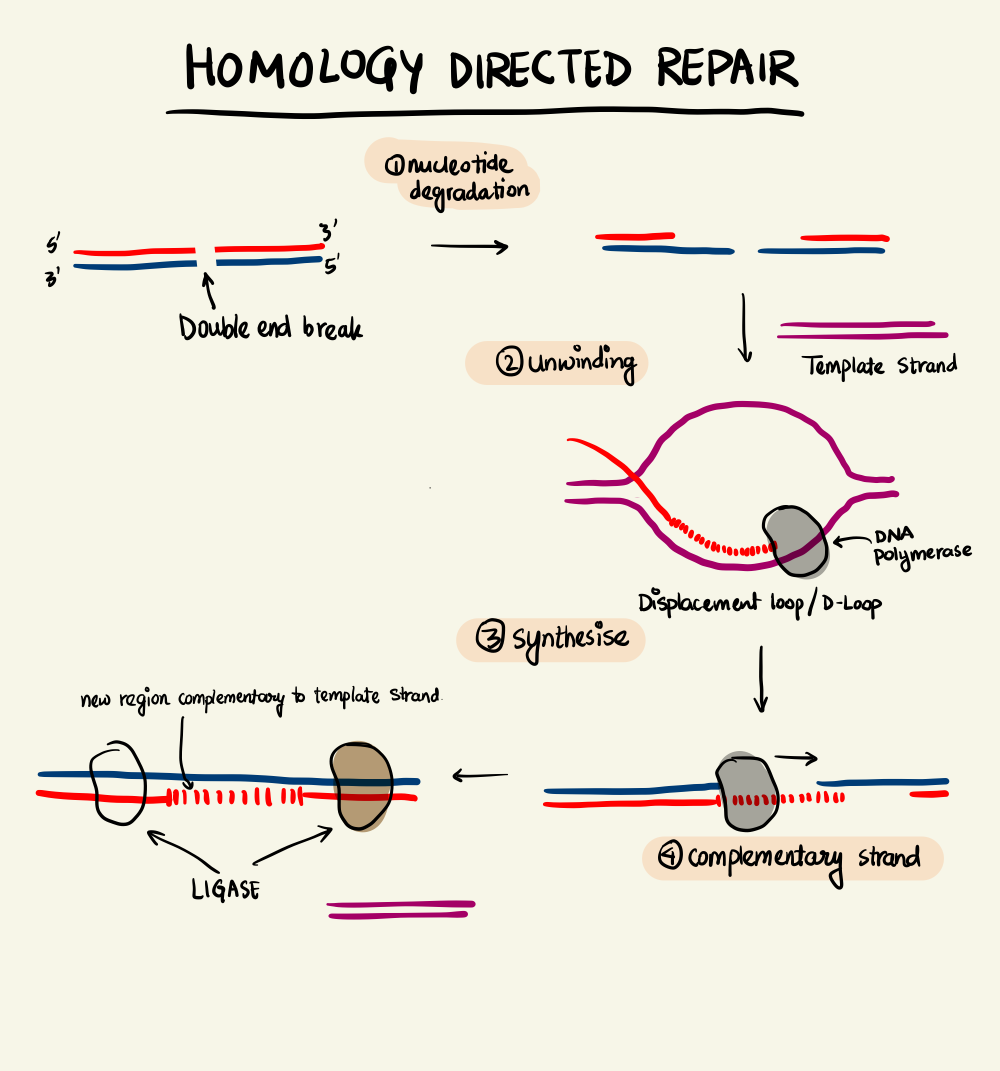 HOMOLOGY DIRECTED REPAIR
① nucleotide
degradation
5'
3'
3'
5'
Double end break
Template strand
② Unwinding
DNA
polymerase
Displacement loop/D-Loop
③ Synthesise
new region complementary to template strand.
④ Complementary strand
LIGASE